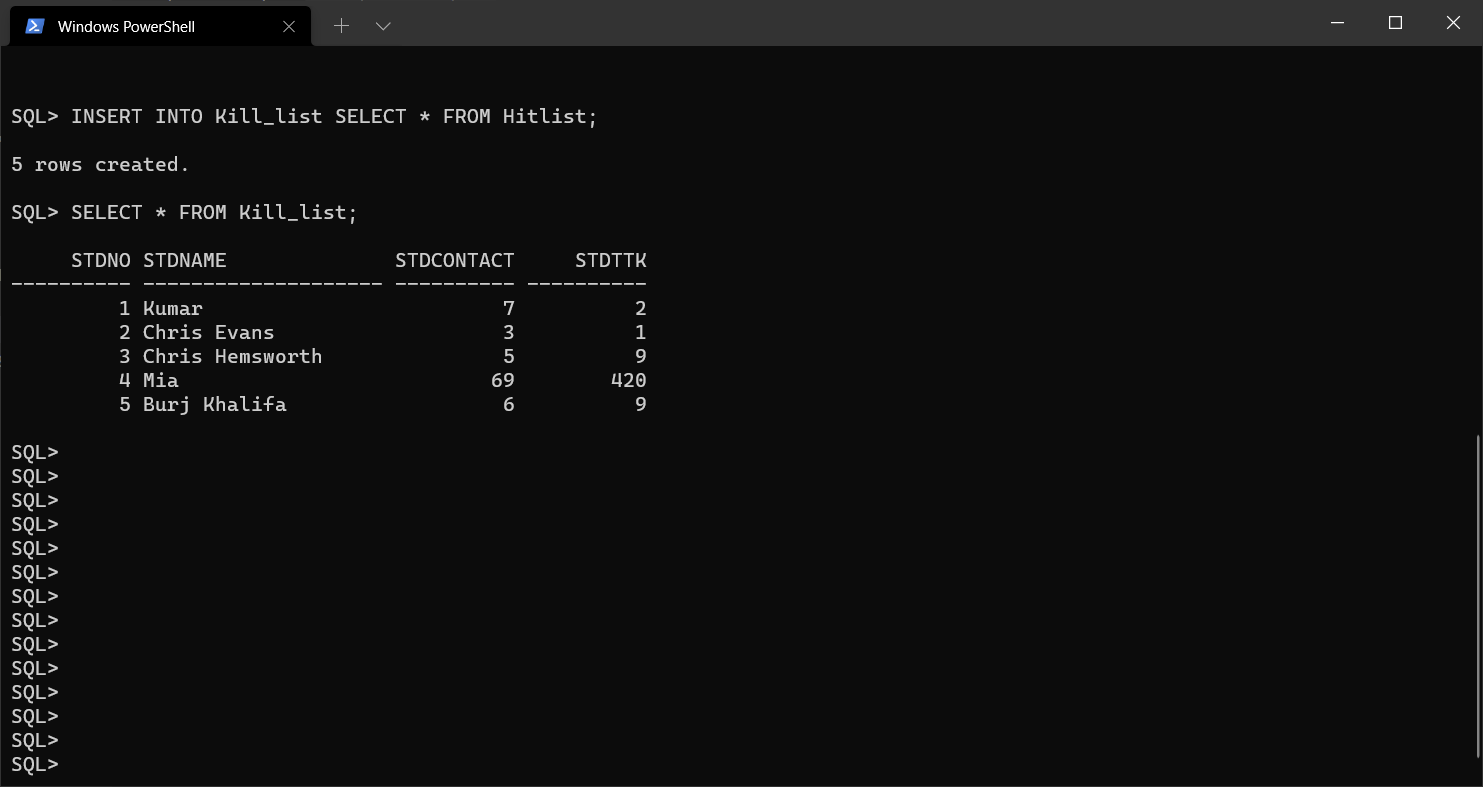 Windows PowerShell
SQL> INSERT INTO Kill_list SELECT * FROM Hitlist;
5 rows created.
SQL> SELECT * FROM Kill_list;
     STDNO STDNAME              STDCONTACT     STDTTK
---------- -------------------- ---------- ----------
         1 Kumar                         7          2
         2 Chris Evans                   3          1
         3 Chris Hemsworth               5          9
         4 Mia                          69        420
         5 Burj Khalifa                  6          9
SQL>
SQL>
SQL>
SQL>
SQL>
SQL>
SQL>
SQL>
SQL>
SQL>
SQL>
SQL>
SQL>
SQL>